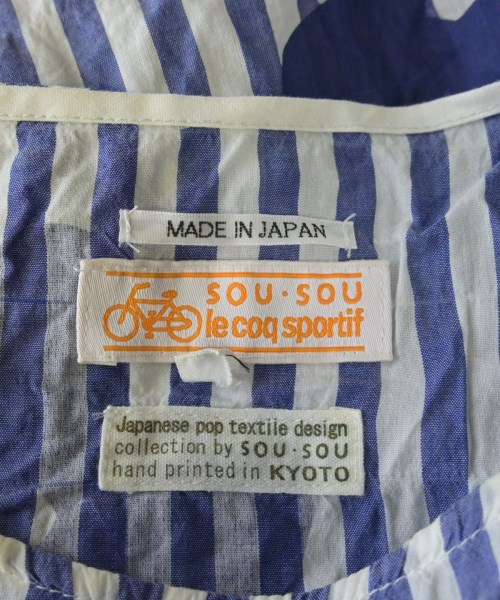 MADE IN JAPAN
SOU・SOU
le coq sportif
Japanese pop textile design
collection by SOU・SOU
hand printed in KYOTO